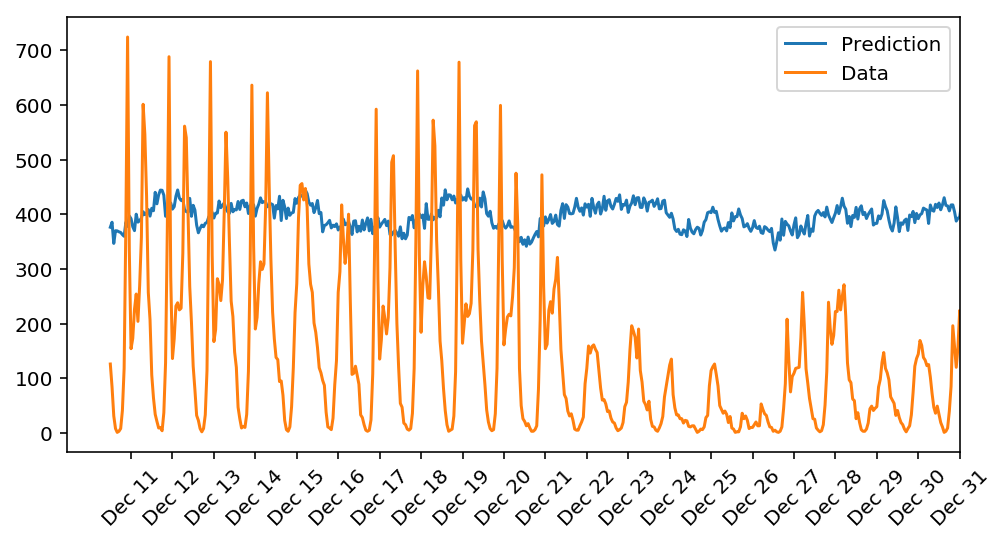 700
600
500
400
300
200
100
0
Prediction
Data
Dec 11
Dec 12
Dec 13
Dec 14
Dec 15
Dec 16
Dec 17
Dec 18
Dec 19
Dec 20
Dec 21
Dec 22
Dec 23
Dec 24
Dec 25
Dec 26
Dec 27
Dec 28
Dec 29
Dec 30
Dec 31